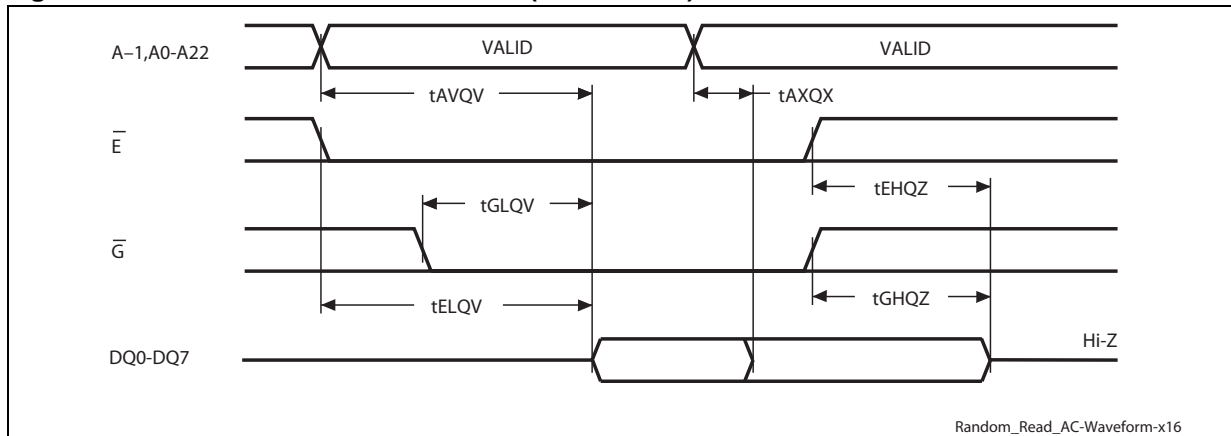 A–1,A0-A22
VALID
VALID
tAVQV
tAXQX
E̅
tEHQZ
tGLQV
G̅
tELQV
tGHQZ
DQ0-DQ7
Hi-Z
Random_Read_AC-Waveform-x16